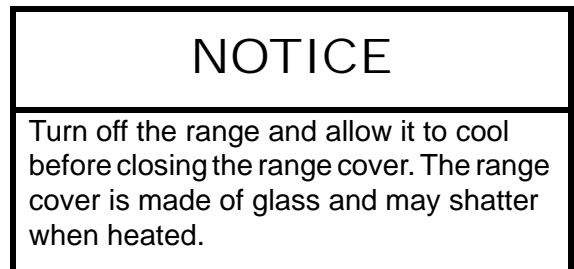 NOTICE
Turn off the range and allow it to cool
before closing the range cover. The range
cover is made of glass and may shatter
when heated.